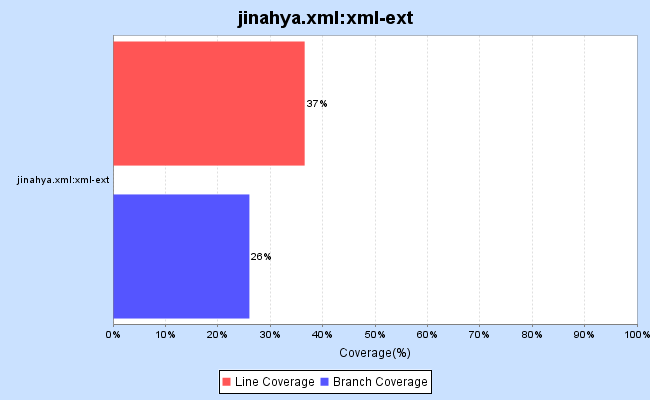 jinahya.xml:xml-ext
37%
jinahya.xml:xml-ext
26%
0% 10% 20% 30% 40% 50% 60% 70% 80% 90% 100%
Coverage(%)
Line Coverage Branch Coverage